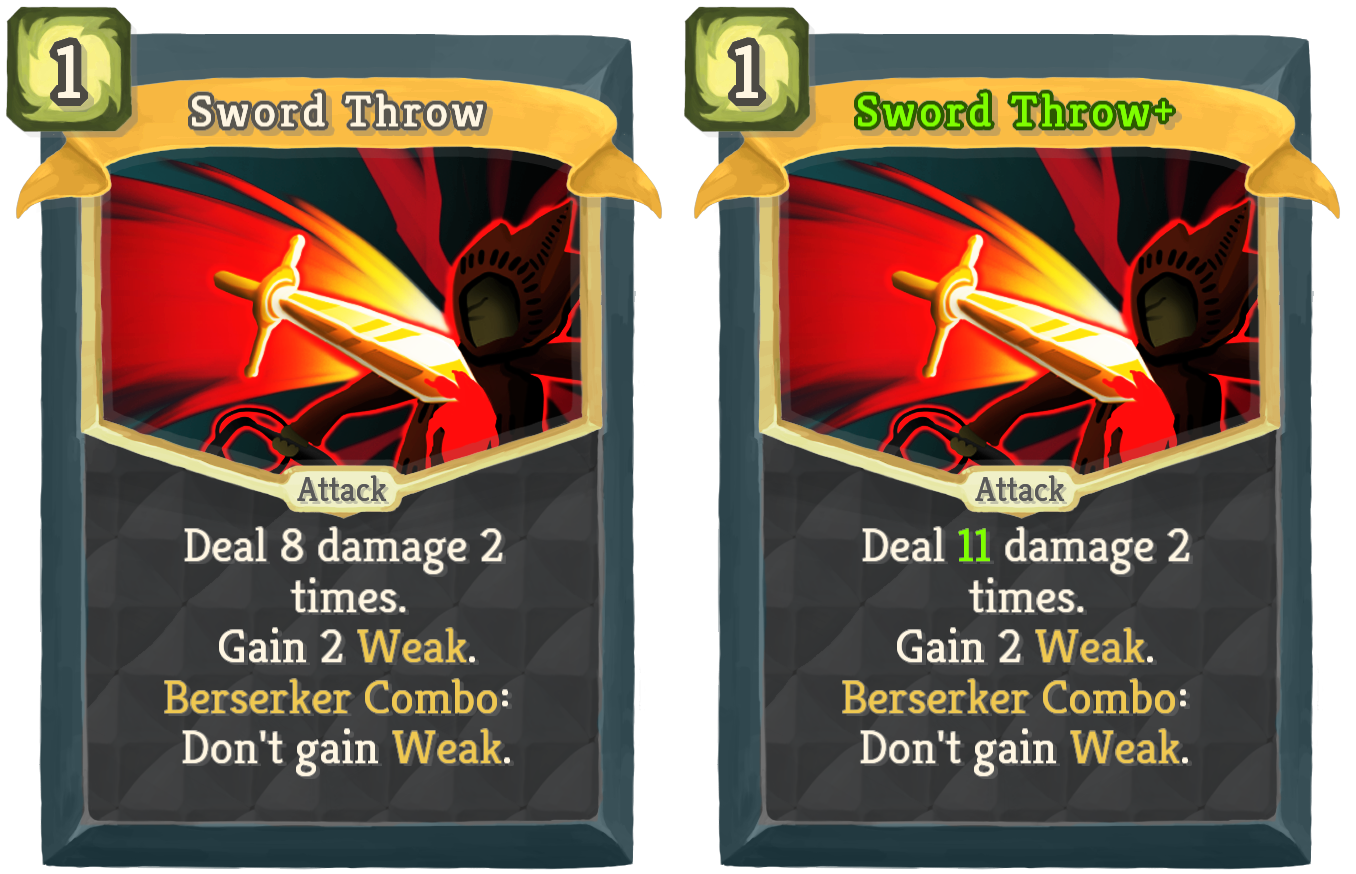 1
Sword Throw
Attack
Deal 8 damage 2
times.
Gain 2 Weak.
Berserker Combo:
Don't gain Weak.
1
Sword Throw+
Attack
Deal 11 damage 2
times.
Gain 2 Weak.
Berserker Combo:
Don't gain Weak.